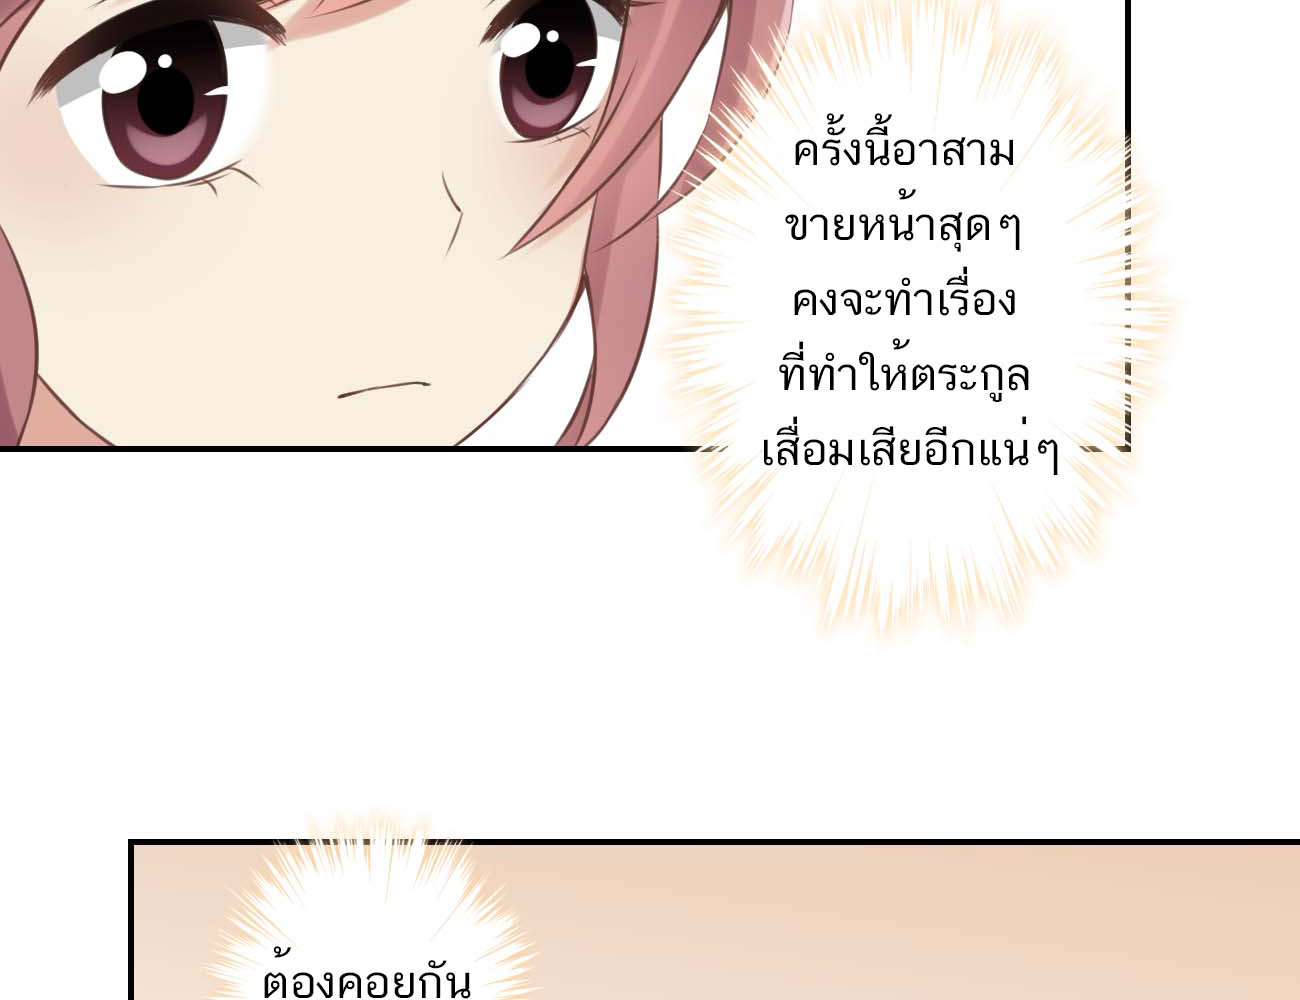 ครั้งนี้อาสาม
ขายหน้าสุดๆ
คงจะทำเรื่อง
ที่ทำให้ตระกูล
เสื่อมเสียอีกแน่ๆ
ต้องคอยกัน